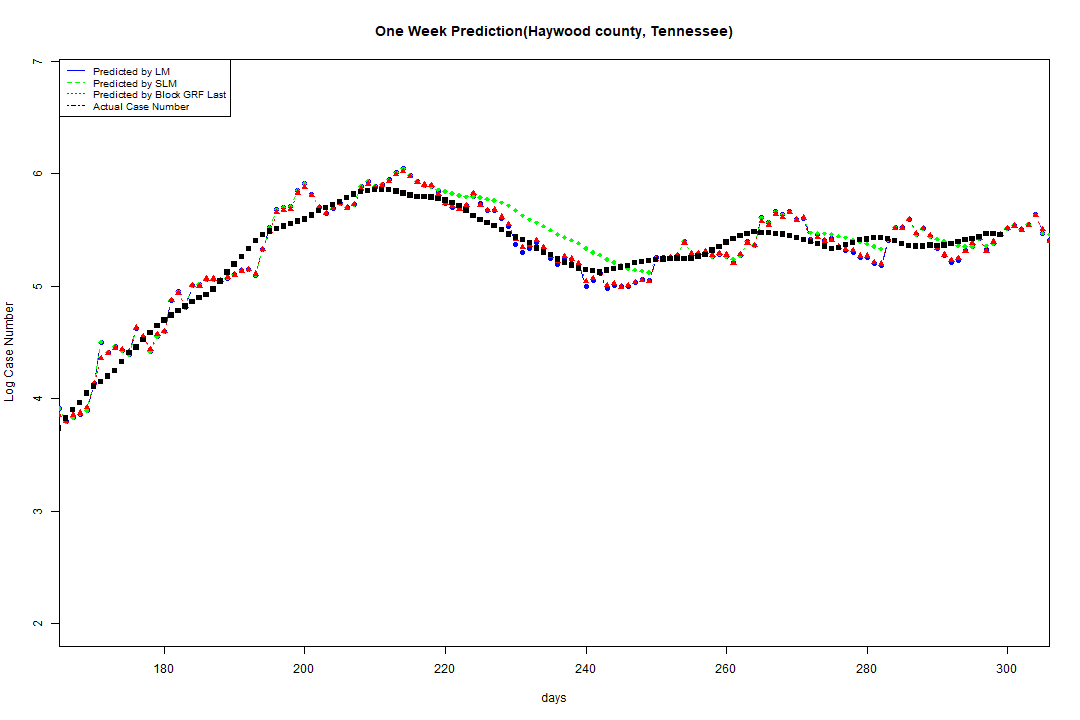 One Week Prediction(Haywood county, Tennessee)
Predicted by LM
Predicted by SLM
Predicted by Block GRF Last
Actual Case Number
7
6
5
4
3
2
Log Case Number
180 200 220 240 260 280 300
days